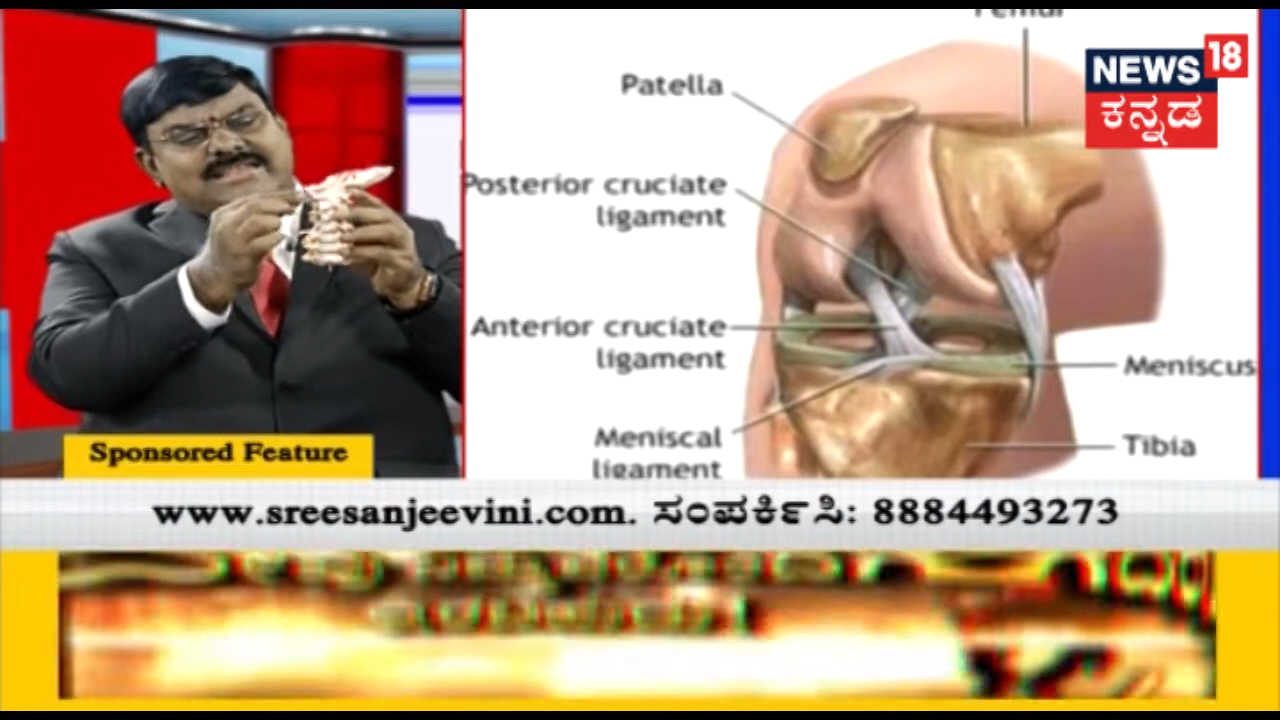 Femur
Patella
Posterior cruciate
ligament
Anterior cruciate
ligament
Meniscus
Meniscal
ligament
Tibia
NEWS 18
ಕನ್ನಡ
Sponsored Feature
www.sreesanjeevini.com. ಸಂಪರ್ಕಿಸಿ: 8884493273